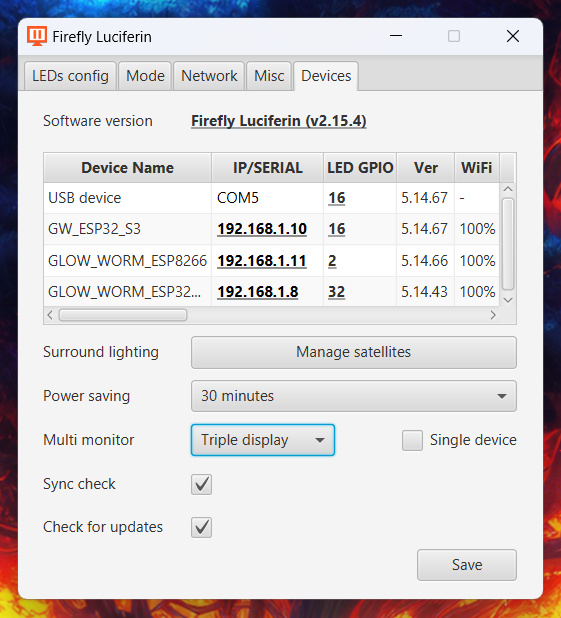 Firefly Luciferin
LEDs config Mode Network Misc Devices
Software version Firefly Luciferin (v2.15.4)
Device Name IP/SERIAL LED GPIO Ver WiFi
USB device COM5 16 5.14.67 -
GW_ESP32_S3 192.168.1.10 16 5.14.67 100%
GLOW_WORM_ESP8266 192.168.1.11 2 5.14.66 100%
GLOW_WORM_ESP32... 192.168.1.8 32 5.14.43 100%
Surround lighting Manage satellites
Power saving 30 minutes
Multi monitor Triple display Single device
Sync check
Check for updates
Save